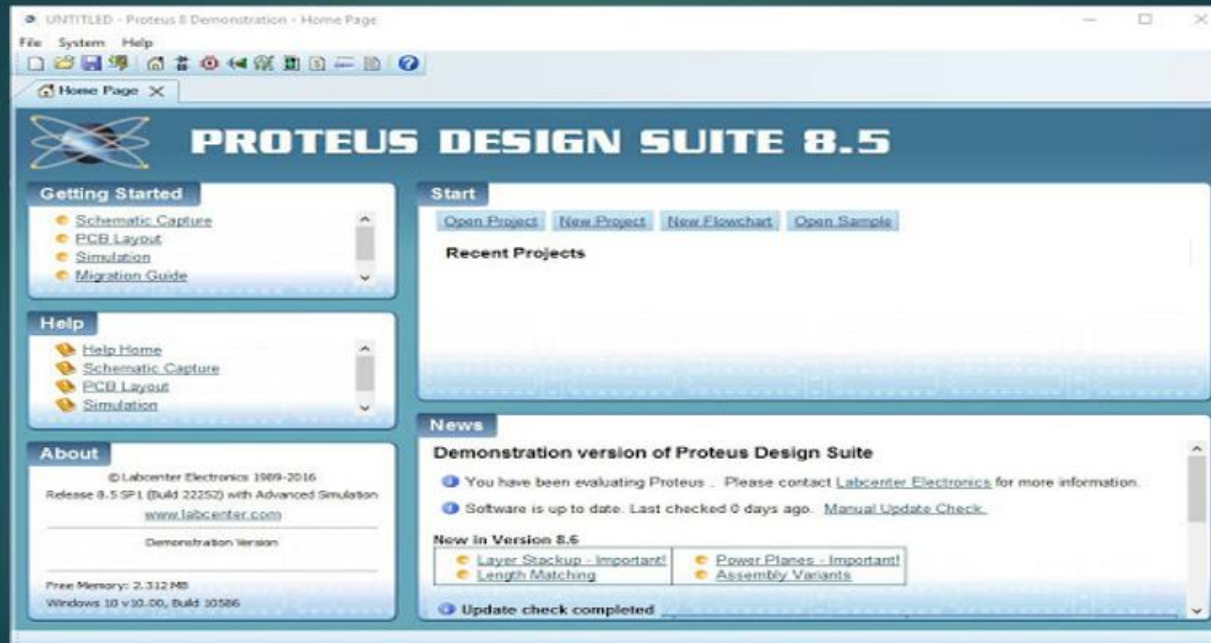 UNTITLED - Proteus 8 Demonstration - Home Page
File System Help
Home Page
PROTEUS DESIGN SUITE 8.5
Getting Started
Schematic Capture
PCB Layout
Simulation
Migration Guide
Help
Help Home
Schematic Capture
PCB Layout
Simulation
About
© Labcenter Electronics 1989-2016
Release 8.5 SP1 (Build 22252) with Advanced Simulation
www.labcenter.com
Demonstration Version
Free Memory: 2.312 MB
Windows 10 v10.00, Build 10586
Start
Open Project New Project New Flowchart Open Sample
Recent Projects
News
Demonstration version of Proteus Design Suite
You have been evaluating Proteus . Please contact Labcenter Electronics for more information.
Software is up to date. Last checked 0 days ago. Manual Update Check.
New in Version 8.6
Layer Stackup - Important! Power Planes - Important!
Length Matching Assembly Variants
Update check completed